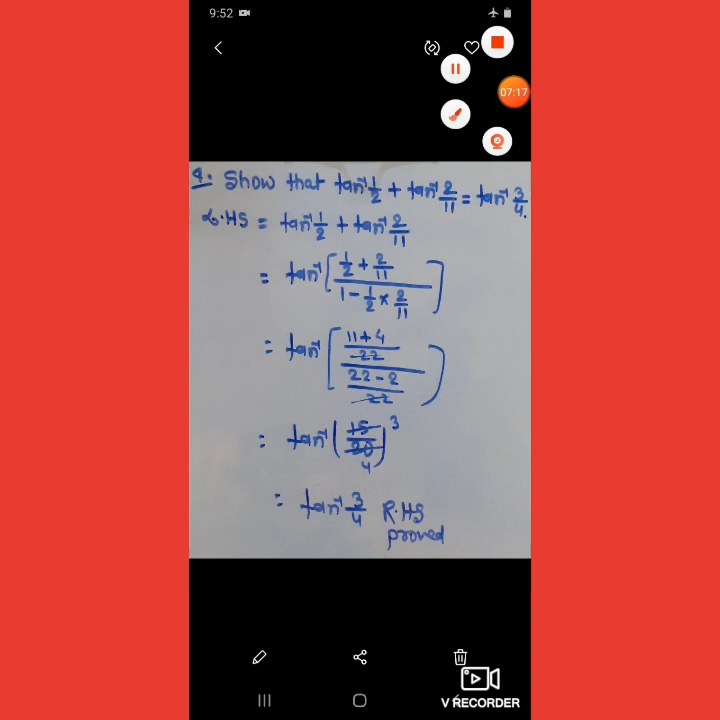 9:52
07:17
Q. Show that tan⁻¹ 1/2 + tan⁻¹ 2/11 = tan⁻¹ 3/4.
L.HS = tan⁻¹ 1/2 + tan⁻¹ 2/11
= tan⁻¹ [ (1/2 + 2/11) / (1 - 1/2 × 2/11) ]
= tan⁻¹ [ ((11+4)/22) / ((22-2)/22) ]
= tan⁻¹ (15/20) 3 4
= tan⁻¹ 3/4 R.HS
proved
V RECORDER